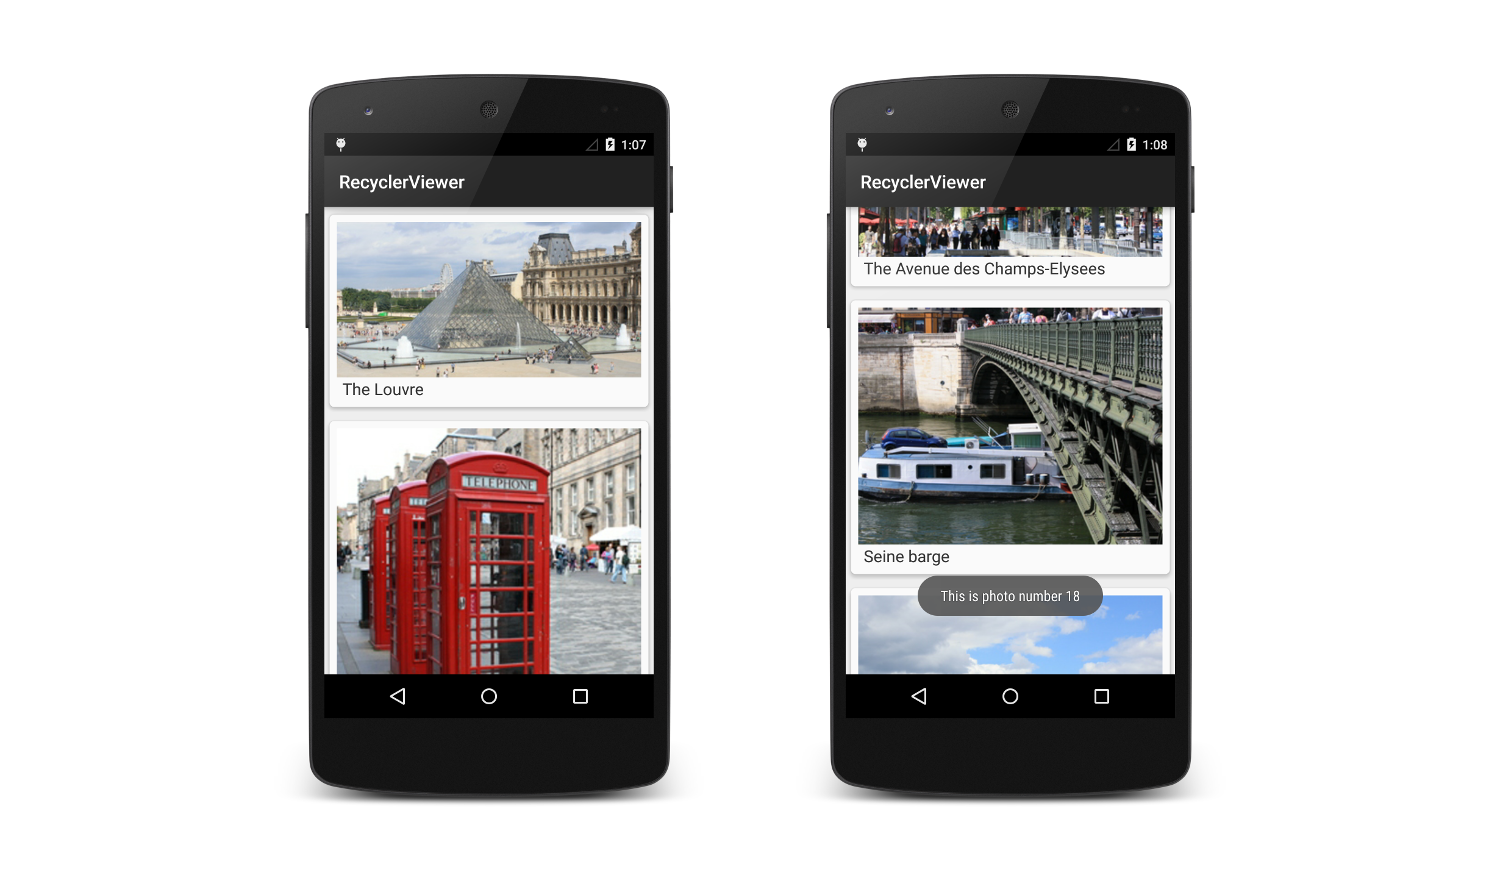 1:07
RecyclerViewer
The Louvre
TELEPHONE
1:08
RecyclerViewer
The Avenue des Champs-Elysees
Seine barge
This is photo number 18